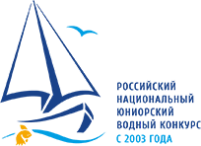 РОССИЙСКИЙ
НАЦИОНАЛЬНЫЙ
ЮНИОРСКИЙ
ВОДНЫЙ КОНКУРС
С 2003 ГОДА